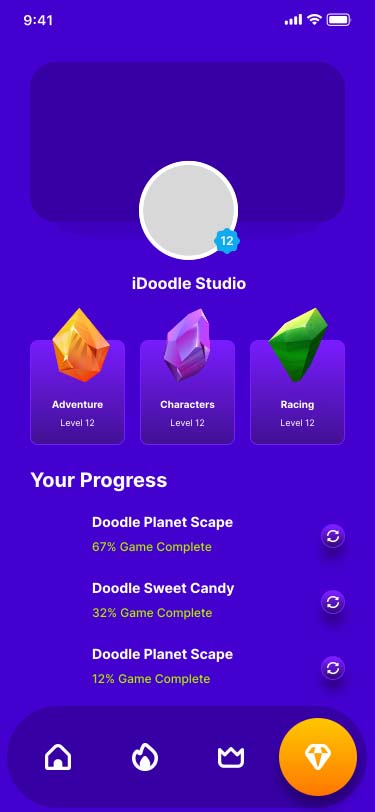 9:41
12
iDoodle Studio
Adventure
Level 12
Characters
Level 12
Racing
Level 12
Your Progress
Doodle Planet Scape
67% Game Complete
Doodle Sweet Candy
32% Game Complete
Doodle Planet Scape
12% Game Complete